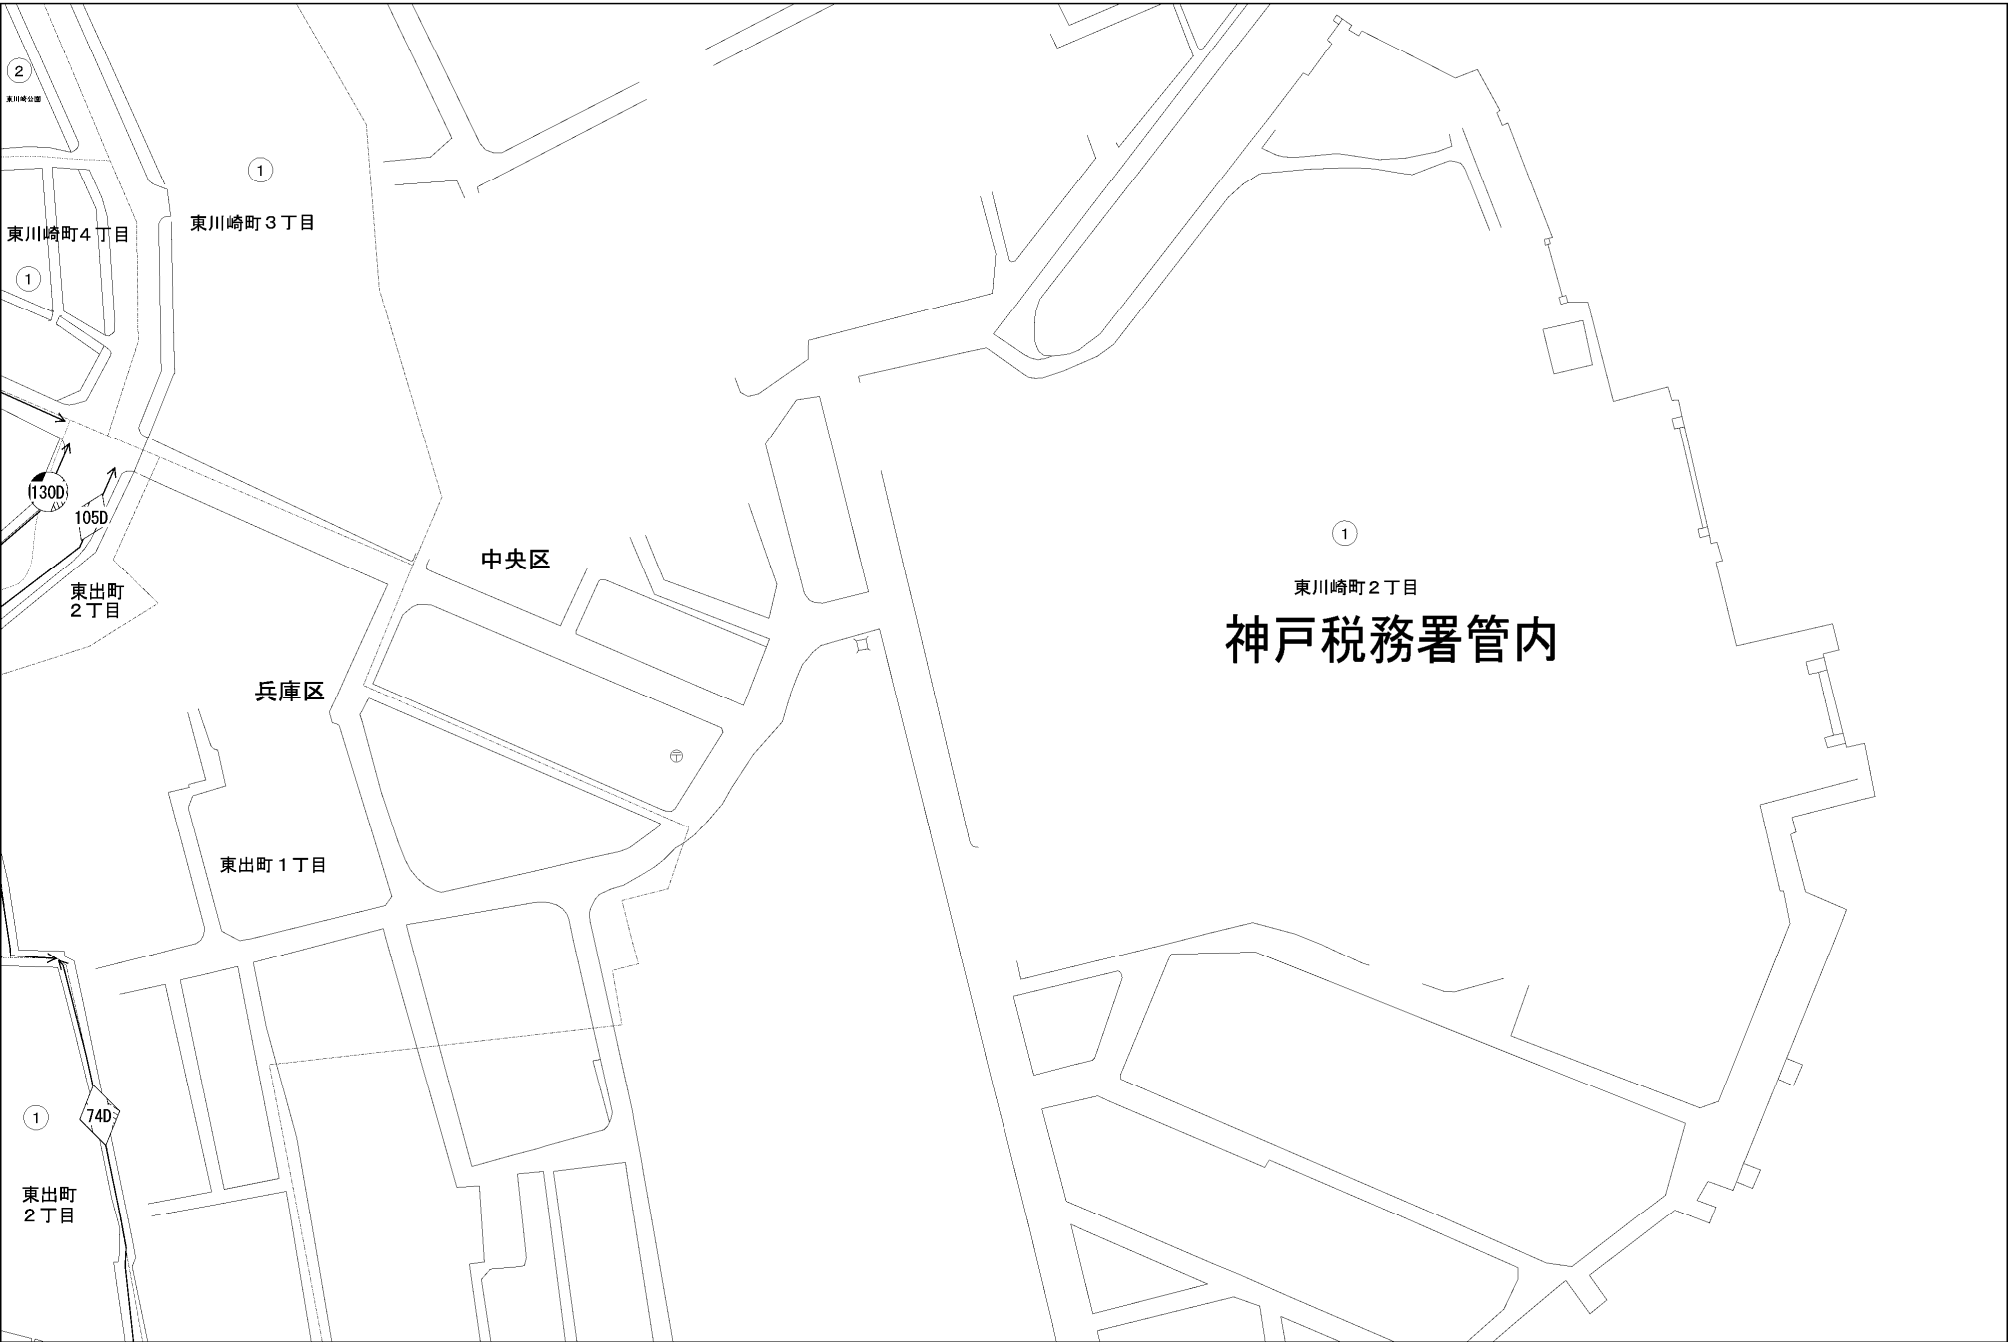 2
東川崎公園
1
東川崎町3丁目
東川崎町4丁目
1
130D
105D
東出町
2丁目
中央区
1
東川崎町2丁目
神戸税務署管内
兵庫区
〒
東出町1丁目
1
74D
東出町
2丁目